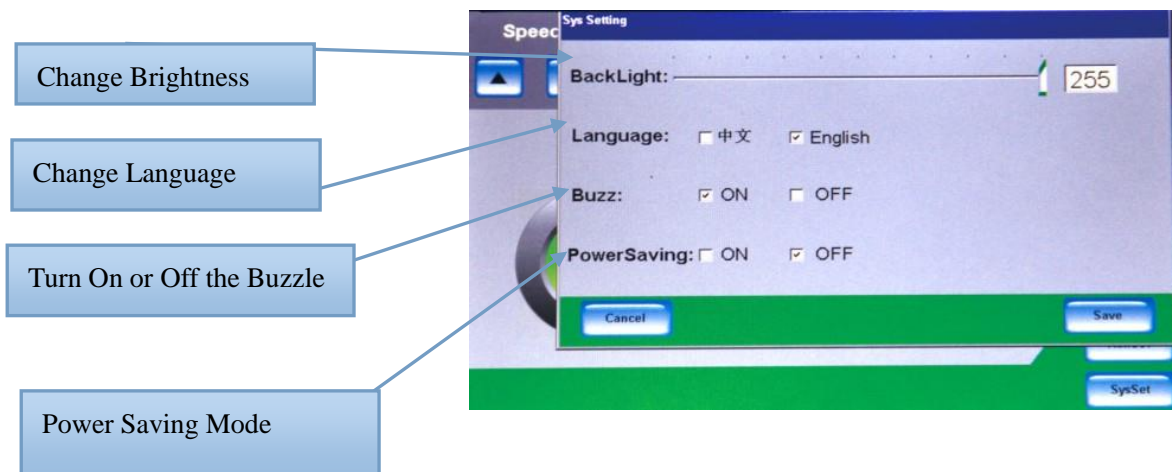 Change Brightness
Change Language
Turn On or Off the Buzzle
Power Saving Mode
Speed
Sys Setting
BackLight: 255
Language: 中文 English
Buzz: ON OFF
PowerSaving: ON OFF
Cancel Save
SysSet